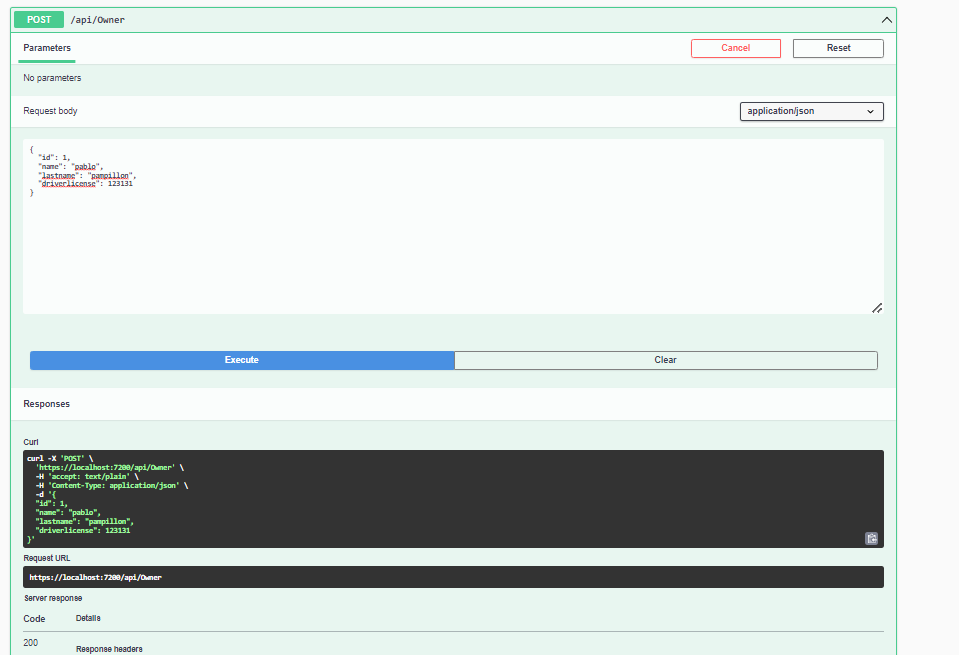 POST /api/Owner
Parameters
Cancel
Reset
No parameters
Request body
application/json
{
"id": 1,
"name": "pablo",
"lastname": "pampillon",
"driverlicense": 123131
}
Execute
Clear
Responses
Curl
curl -X 'POST' \
'https://localhost:7200/api/Owner' \
-H 'accept: text/plain' \
-H 'Content-Type: application/json' \
-d '{
"id": 1,
"name": "pablo",
"lastname": "pampillon",
"driverlicense": 123131
}'
Request URL
https://localhost:7200/api/Owner
Server response
Code Details
200
Response headers